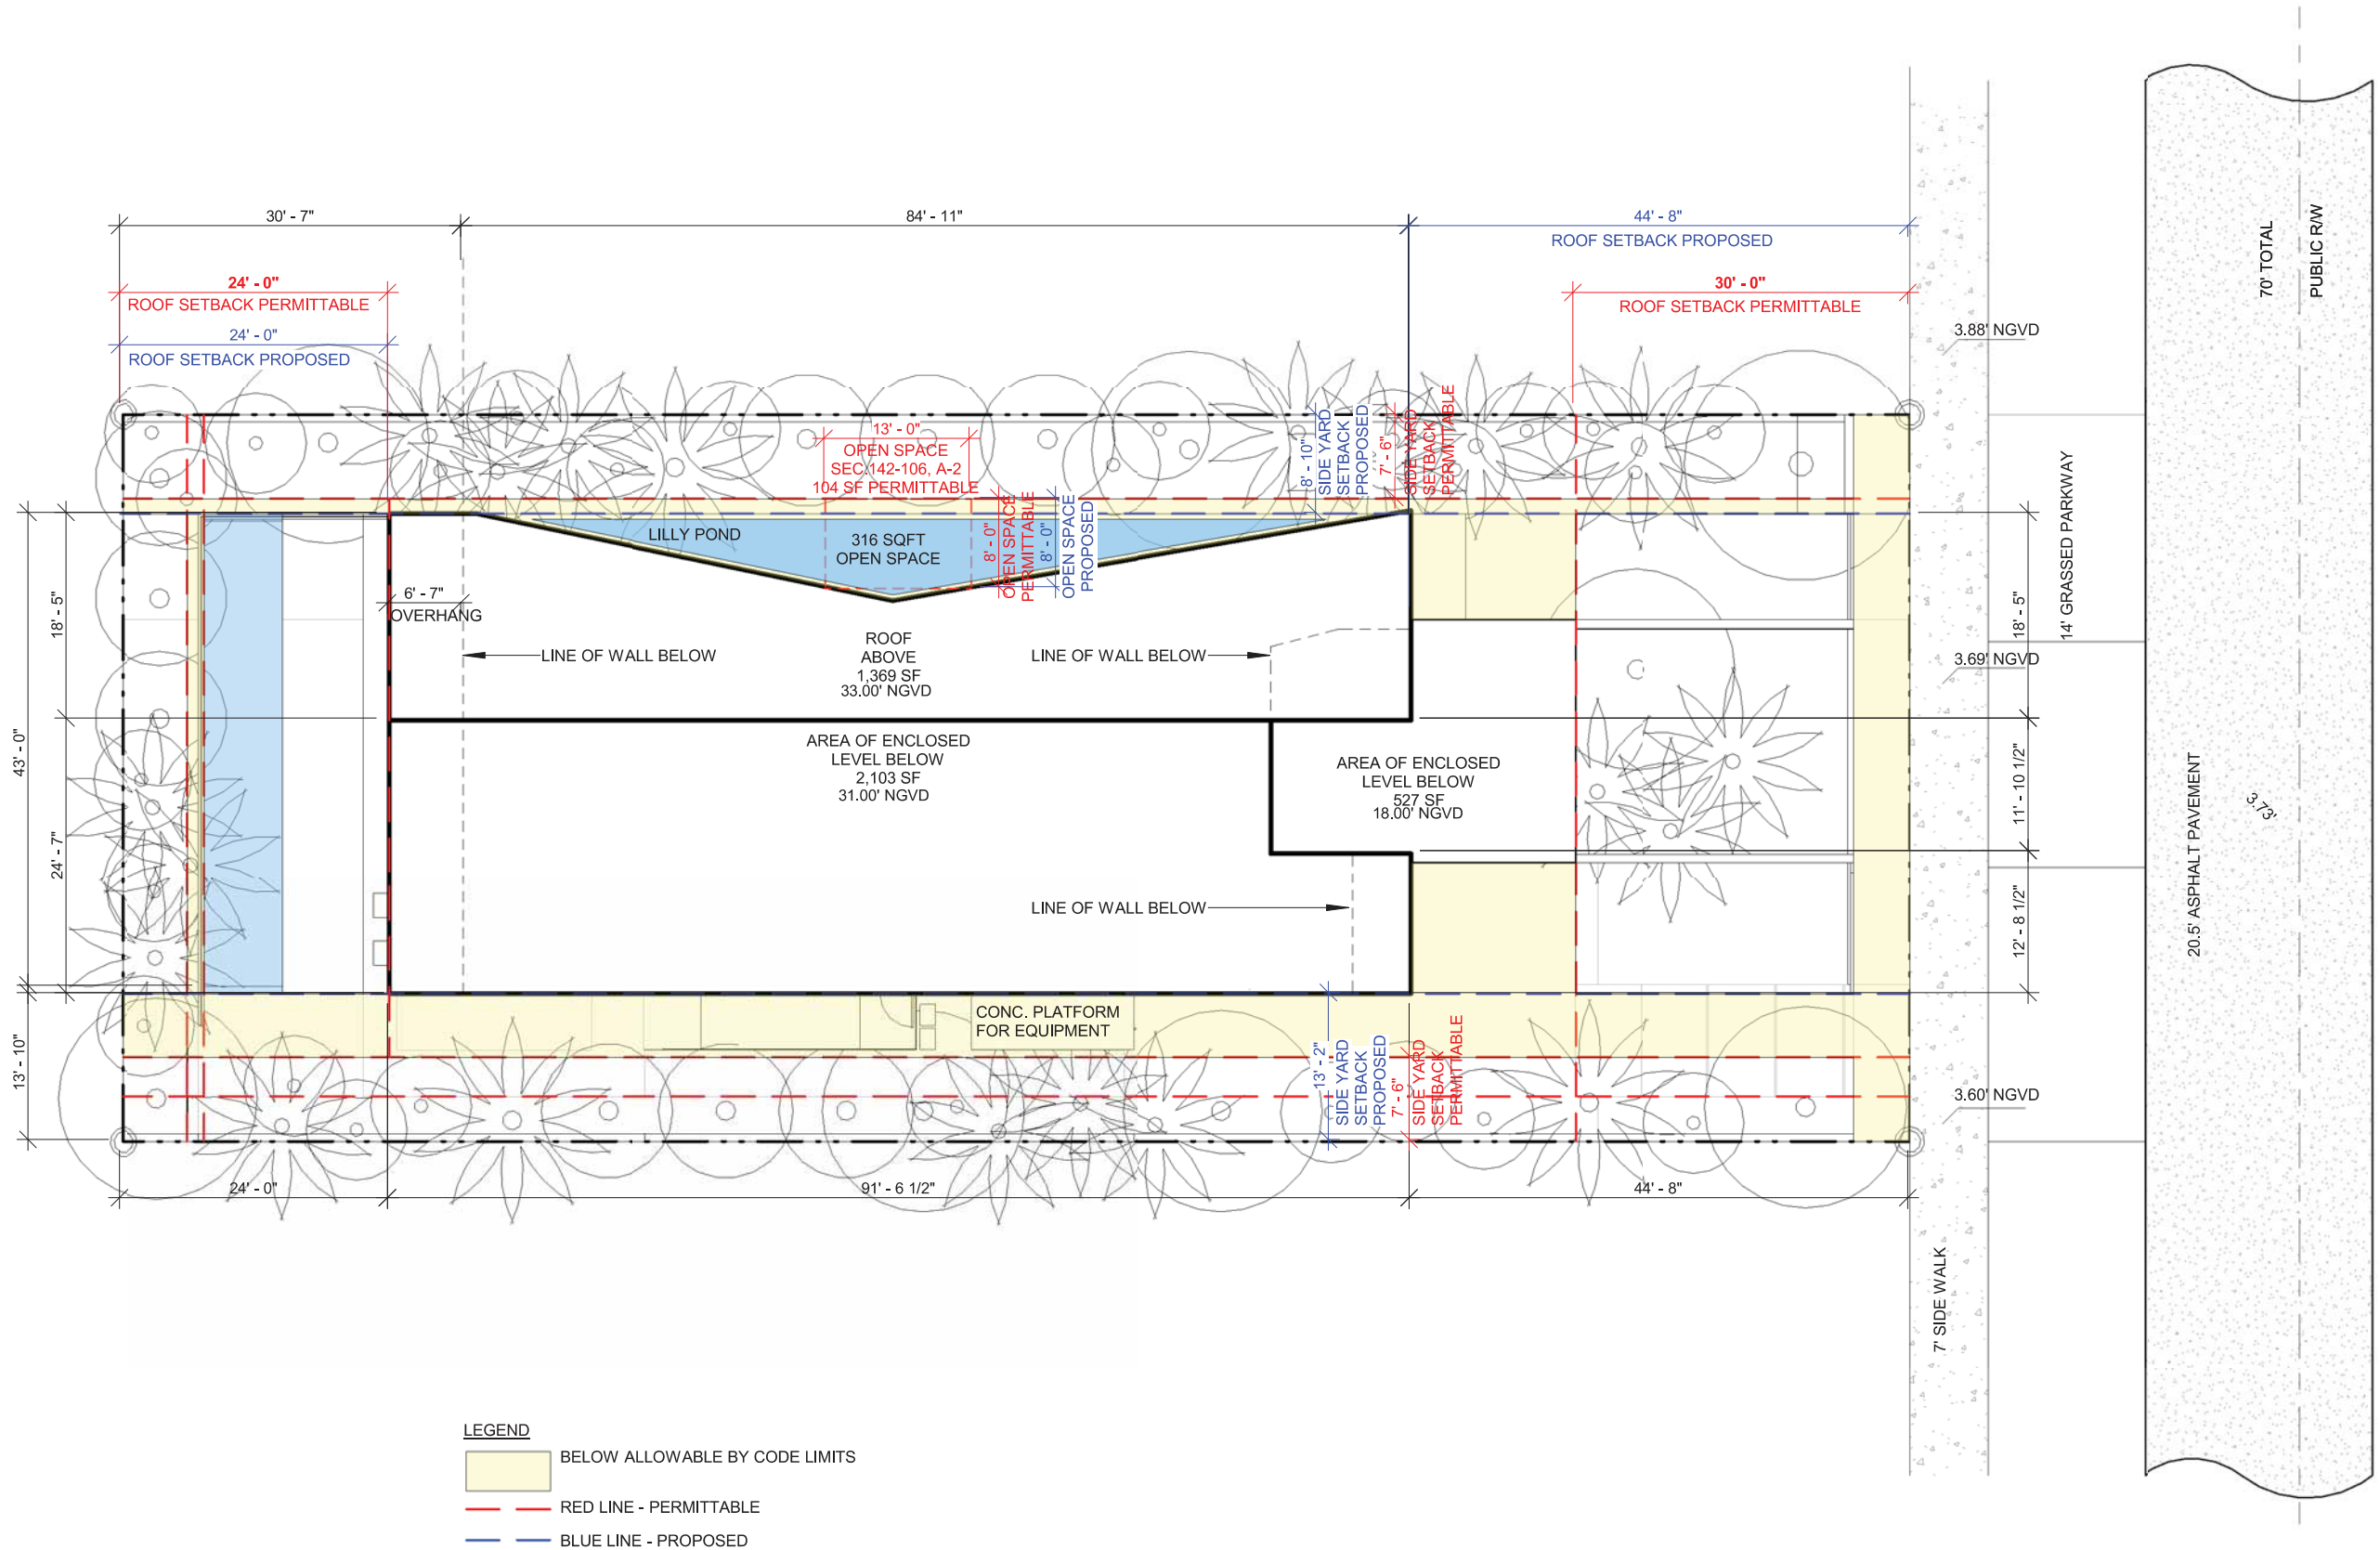 30' - 7"
84' - 11"
44' - 8"
ROOF SETBACK PROPOSED
24' - 0"
ROOF SETBACK PERMITTABLE
24' - 0"
ROOF SETBACK PROPOSED
30' - 0"
ROOF SETBACK PERMITTABLE
70' TOTAL
PUBLIC R/W
3.88' NGVD
13' - 0"
OPEN SPACE
SEC.142-106, A-2
104 SF PERMITTABLE
8' - 10"
SIDE YARD
SETBACK
PROPOSED
7' - 6"
SIDE YARD
SETBACK
PERMITTABLE
LILLY POND
316 SQFT
OPEN SPACE
8' - 0"
OPEN SPACE
PERMITTABLE
8' - 0"
OPEN SPACE
PROPOSED
14' GRASSED PARKWAY
6' - 7"
OVERHANG
18' - 5"
43' - 0"
24' - 7"
13' - 10"
LINE OF WALL BELOW
ROOF
ABOVE
1,369 SF
33.00' NGVD
LINE OF WALL BELOW
18' - 5"
3.69' NGVD
AREA OF ENCLOSED
LEVEL BELOW
2,103 SF
31.00' NGVD
AREA OF ENCLOSED
LEVEL BELOW
527 SF
18.00' NGVD
11' - 10 1/2"
20.5' ASPHALT PAVEMENT
3.73'
LINE OF WALL BELOW
12' - 8 1/2"
CONC. PLATFORM
FOR EQUIPMENT
13' - 2"
SIDE YARD
SETBACK
PROPOSED
7' - 6"
SIDE YARD
SETBACK
PERMITTABLE
3.60' NGVD
24' - 0"
91' - 6 1/2"
44' - 8"
7' SIDE WALK
LEGEND
BELOW ALLOWABLE BY CODE LIMITS
RED LINE - PERMITTABLE
BLUE LINE - PROPOSED